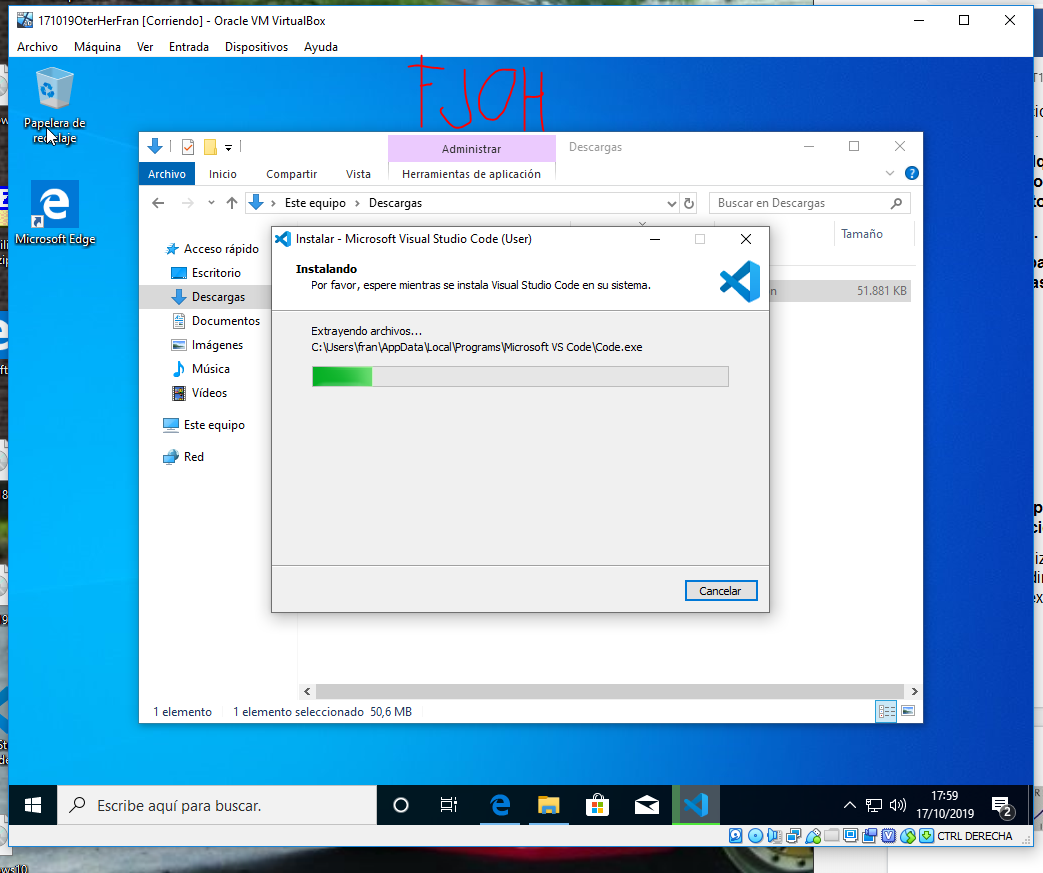 171019OterHerFran [Corriendo] - Oracle VM VirtualBox
Archivo Máquina Ver Entrada Dispositivos Ayuda
FJOH
Papelera de
reciclaje
Microsoft Edge
Administrar Descargas
Archivo Inicio Compartir Vista Herramientas de aplicación
Este equipo > Descargas
Buscar en Descargas
Tamaño
51.881 KB
Acceso rápido
Escritorio
Descargas
Documentos
Imágenes
Música
Vídeos
Este equipo
Red
Instalar - Microsoft Visual Studio Code (User)
Instalando
Por favor, espere mientras se instala Visual Studio Code en su sistema.
Extrayendo archivos...
C:\Users\fran\AppData\Local\Programs\Microsoft VS Code\Code.exe
Cancelar
1 elemento 1 elemento seleccionado 50,6 MB
Escribe aquí para buscar.
17:59
17/10/2019
2
CTRL DERECHA